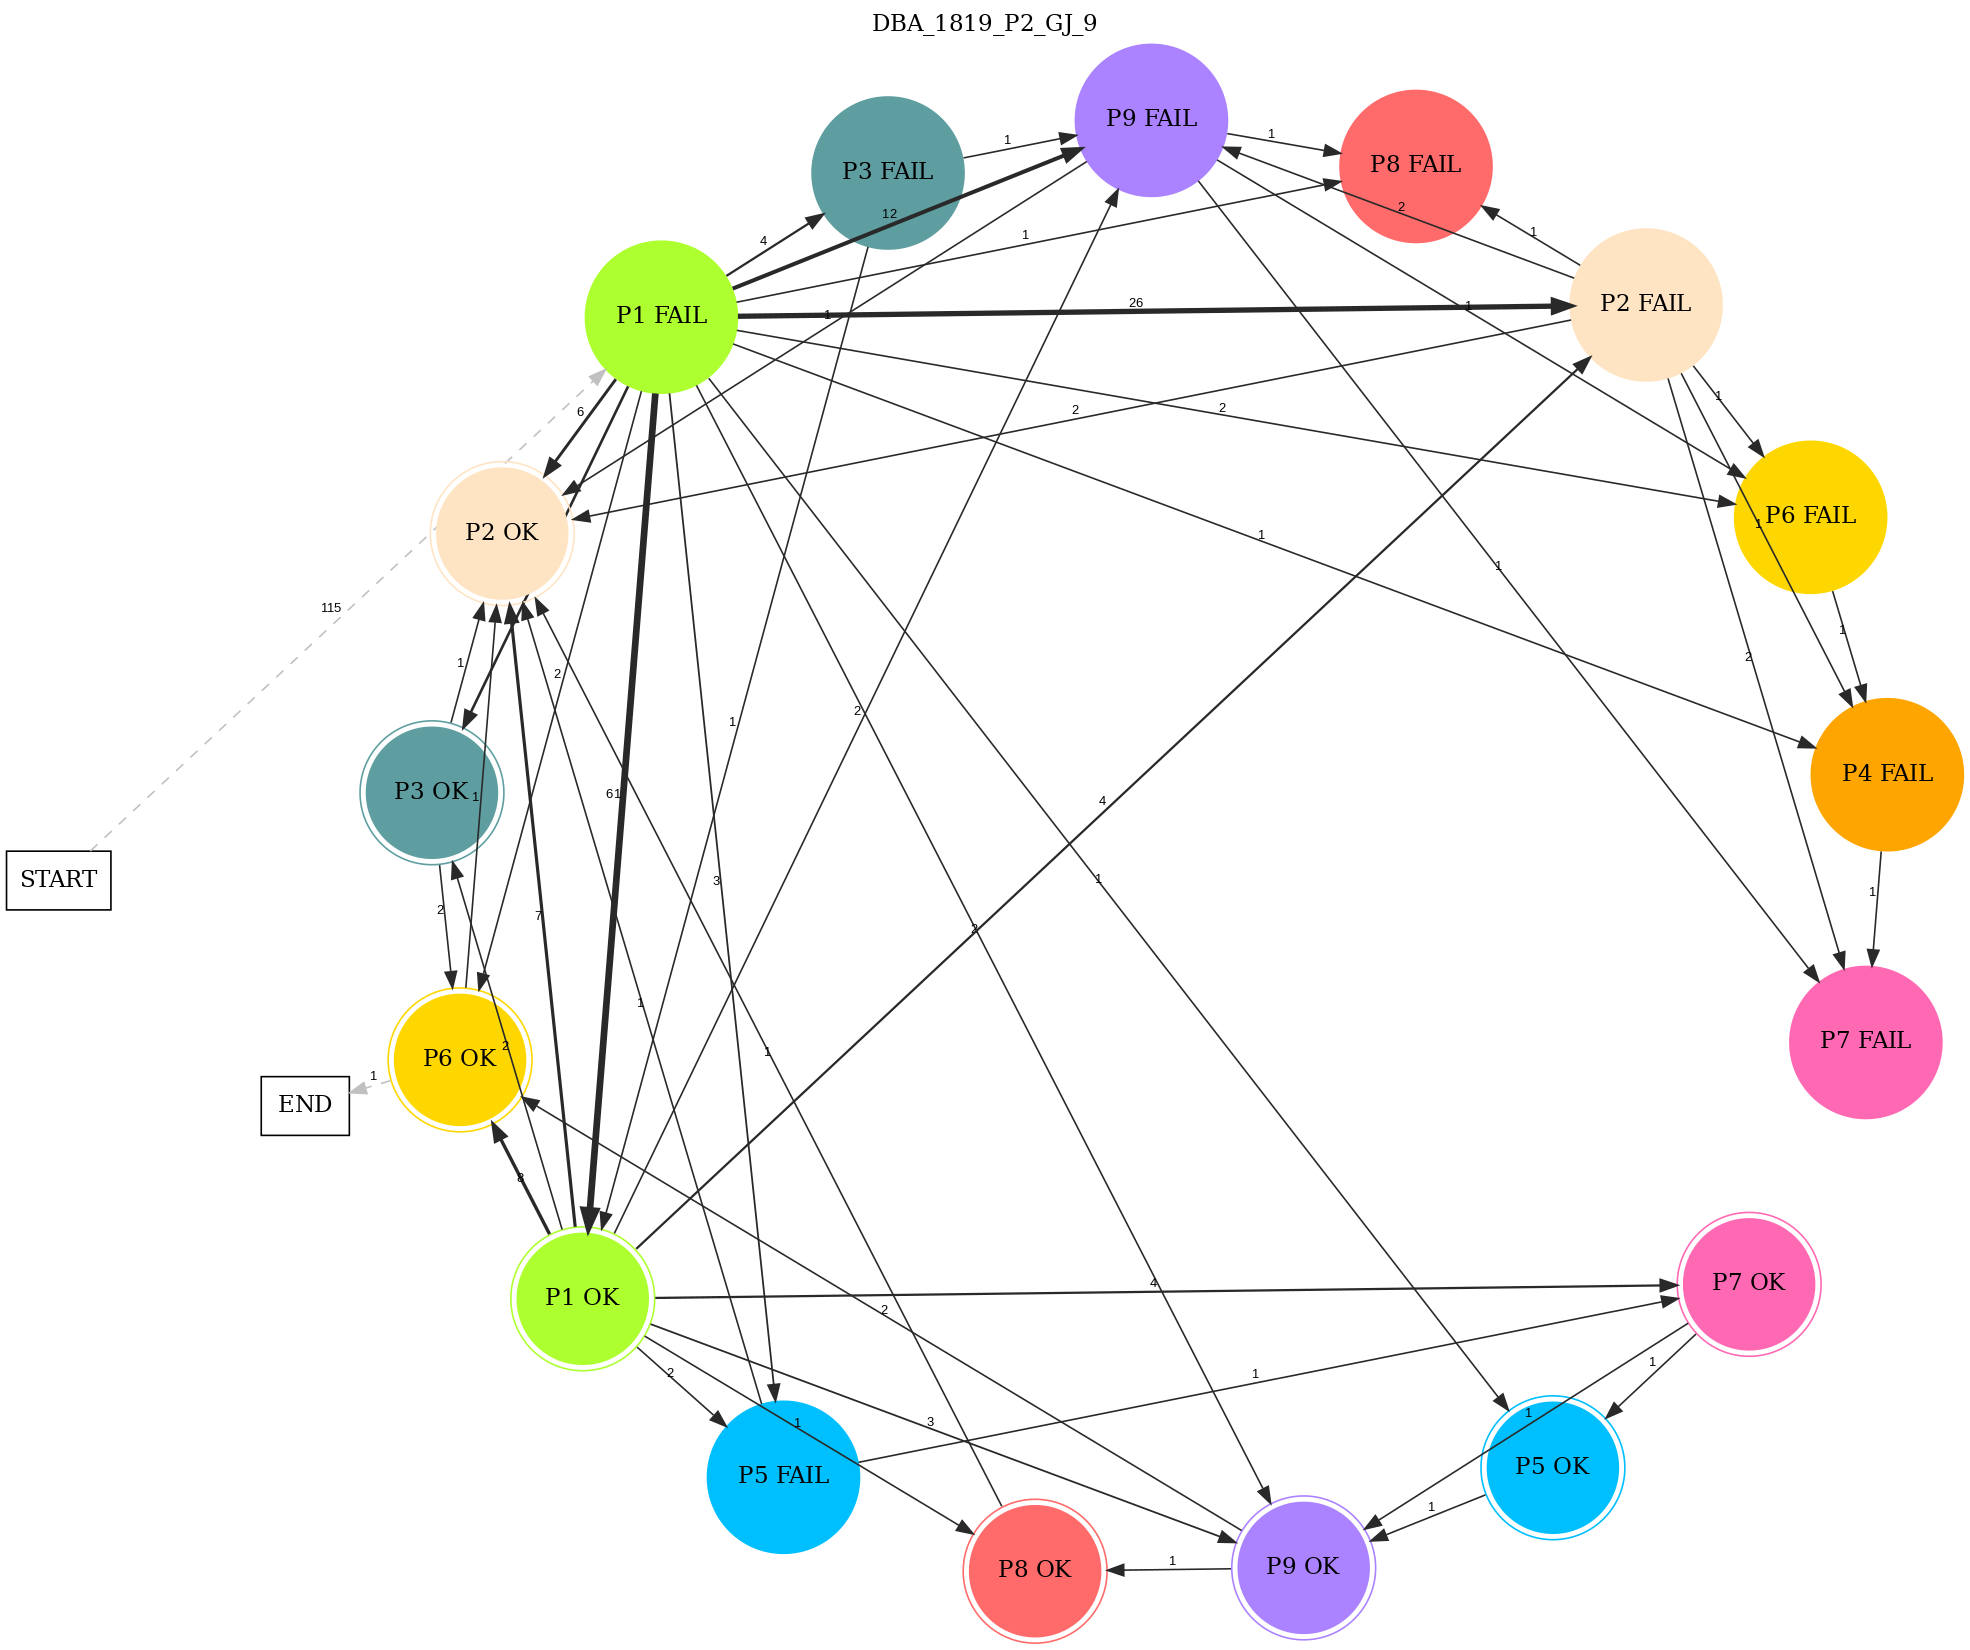 DBA_1819_P2_GJ_9
P9 FAIL
1
1
P3 FAIL
P8 FAIL
12
2
4
1
1
P2 FAIL
26
1
P1 FAIL
1
1
6
2
2
P2 OK
1
1
P6 FAIL
1
115
1
1
2
2
2
1
P4 FAIL
P3 OK
1
61
4
START
3
1
1
2
7
2
1
P7 FAIL
2
1
P6 OK
1
END
8
P7 OK
P1 OK
4
2
1
2
1
1
3
1
P5 FAIL
P5 OK
1
P8 OK
1
P9 OK